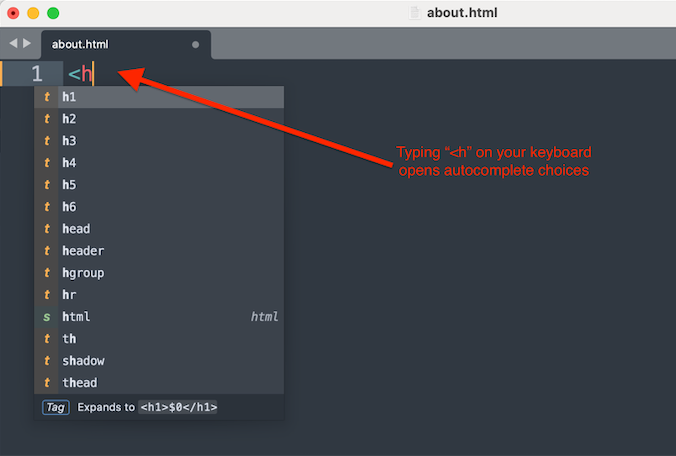 about.html
about.html
1 <h
t h1
t h2
t h3
t h4
t h5
t h6
t head
t header
t hgroup
t hr
s html html
t th
t shadow
t thead
Tag Expands to <h1>$0</h1>
Typing “<h” on your keyboard
opens autocomplete choices